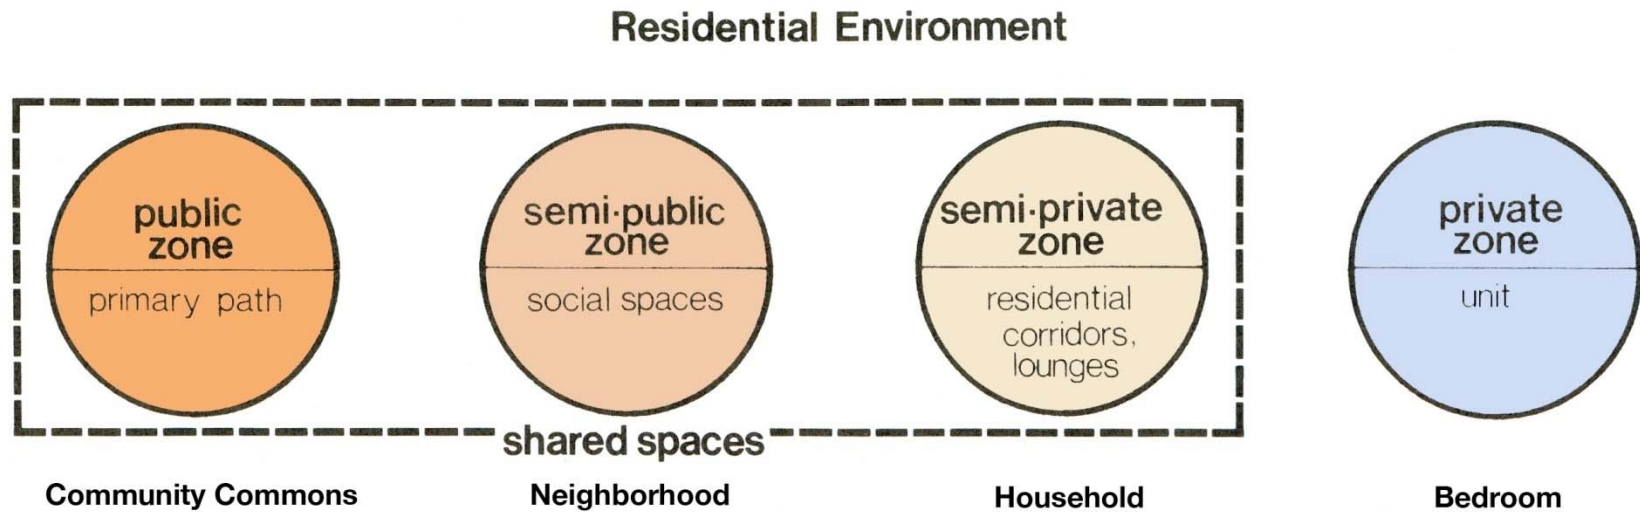 Residential Environment
public
zone
primary path
semi·public
zone
social spaces
semi·private
zone
residential
corridors,
lounges
private
zone
unit
shared spaces
Community Commons
Neighborhood
Household
Bedroom